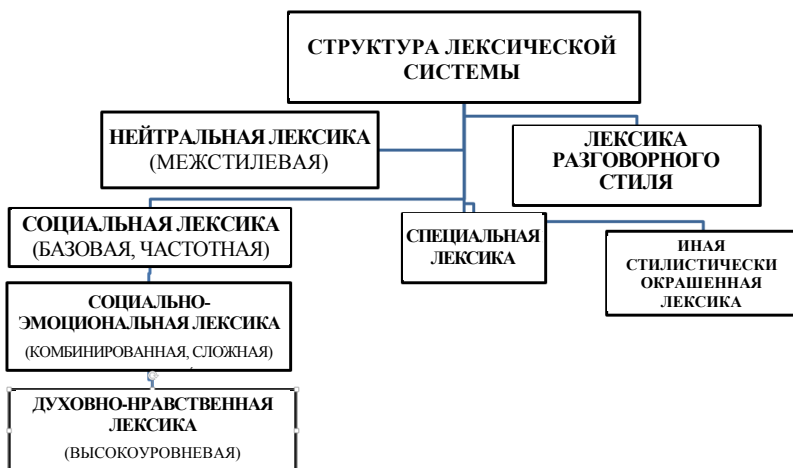 СТРУКТУРА ЛЕКСИЧЕСКОЙ
СИСТЕМЫ
НЕЙТРАЛЬНАЯ ЛЕКСИКА
(МЕЖСТИЛЕВАЯ)
ЛЕКСИКА
РАЗГОВОРНОГО
СТИЛЯ
СОЦИАЛЬНАЯ ЛЕКСИКА
(БАЗОВАЯ, ЧАСТОТНАЯ)
СПЕЦИАЛЬНАЯ
ЛЕКСИКА
ИНАЯ
СТИЛИСТИЧЕСКИ
ОКРАШЕННАЯ
ЛЕКСИКА
СОЦИАЛЬНО-
ЭМОЦИОНАЛЬНАЯ ЛЕКСИКА
(КОМБИНИРОВАННАЯ, СЛОЖНАЯ)
ДУХОВНО-НРАВСТВЕННАЯ
ЛЕКСИКА
(ВЫСОКОУРОВНЕВАЯ)